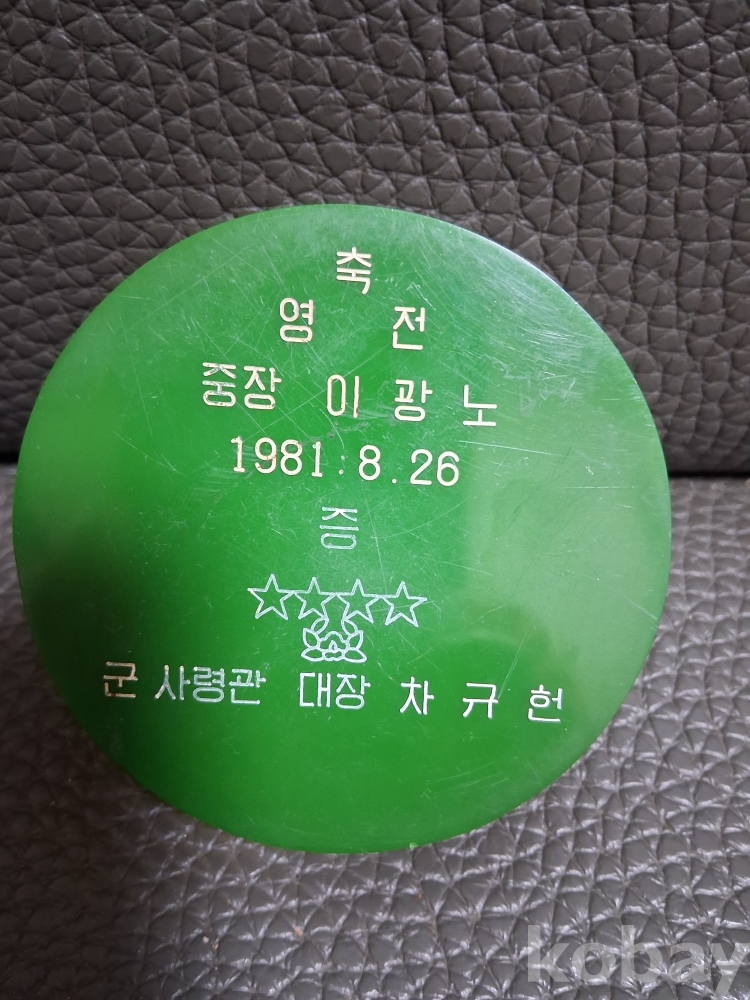 축
영 전
중장 이 광 노
1981. 8. 26
증
군 사령관 대장 차 규 헌
kobay